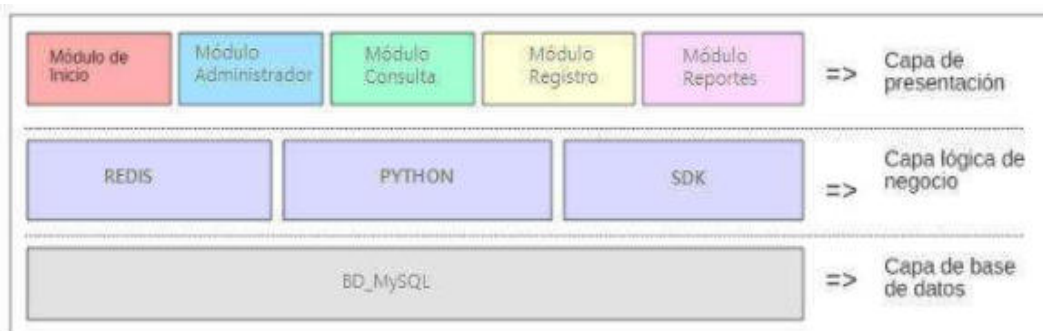 Módulo de
Inicio
Módulo
Administrador
Módulo
Consulta
Módulo
Registro
Módulo
Reportes
=>
Capa de
presentación
REDIS
PYTHON
SDK
=>
Capa lógica de
negocio
BD_MySQL
=>
Capa de base
de datos